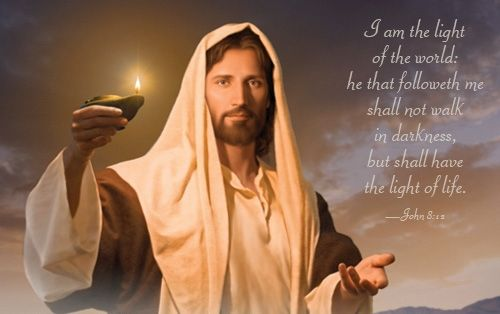 I am the light
of the world:
he that followeth me
shall not walk
in darkness,
but shall have
the light of life.
—John 8:12